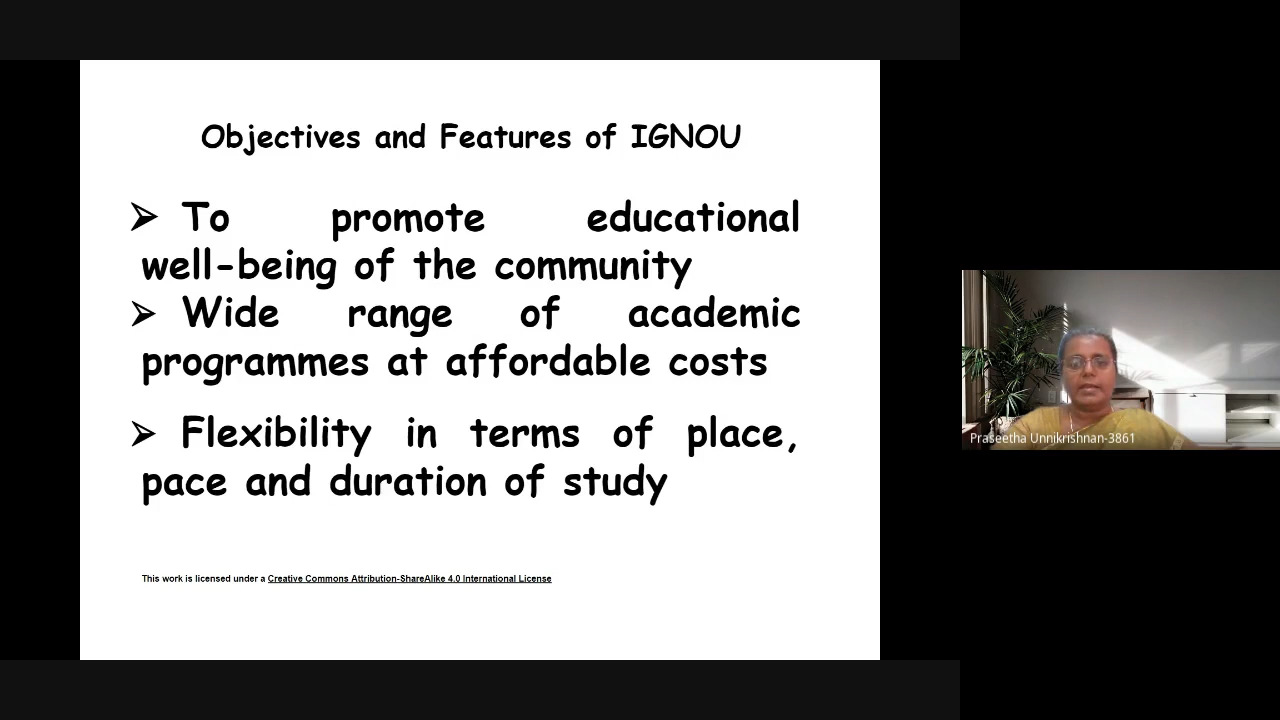 Objectives and Features of IGNOU
➢ To promote educational
well-being of the community
➢ Wide range of academic
programmes at affordable costs
➢ Flexibility in terms of place,
pace and duration of study
This work is licensed under a Creative Commons Attribution-ShareAlike 4.0 International License
Praseetha Unnikrishnan-3861